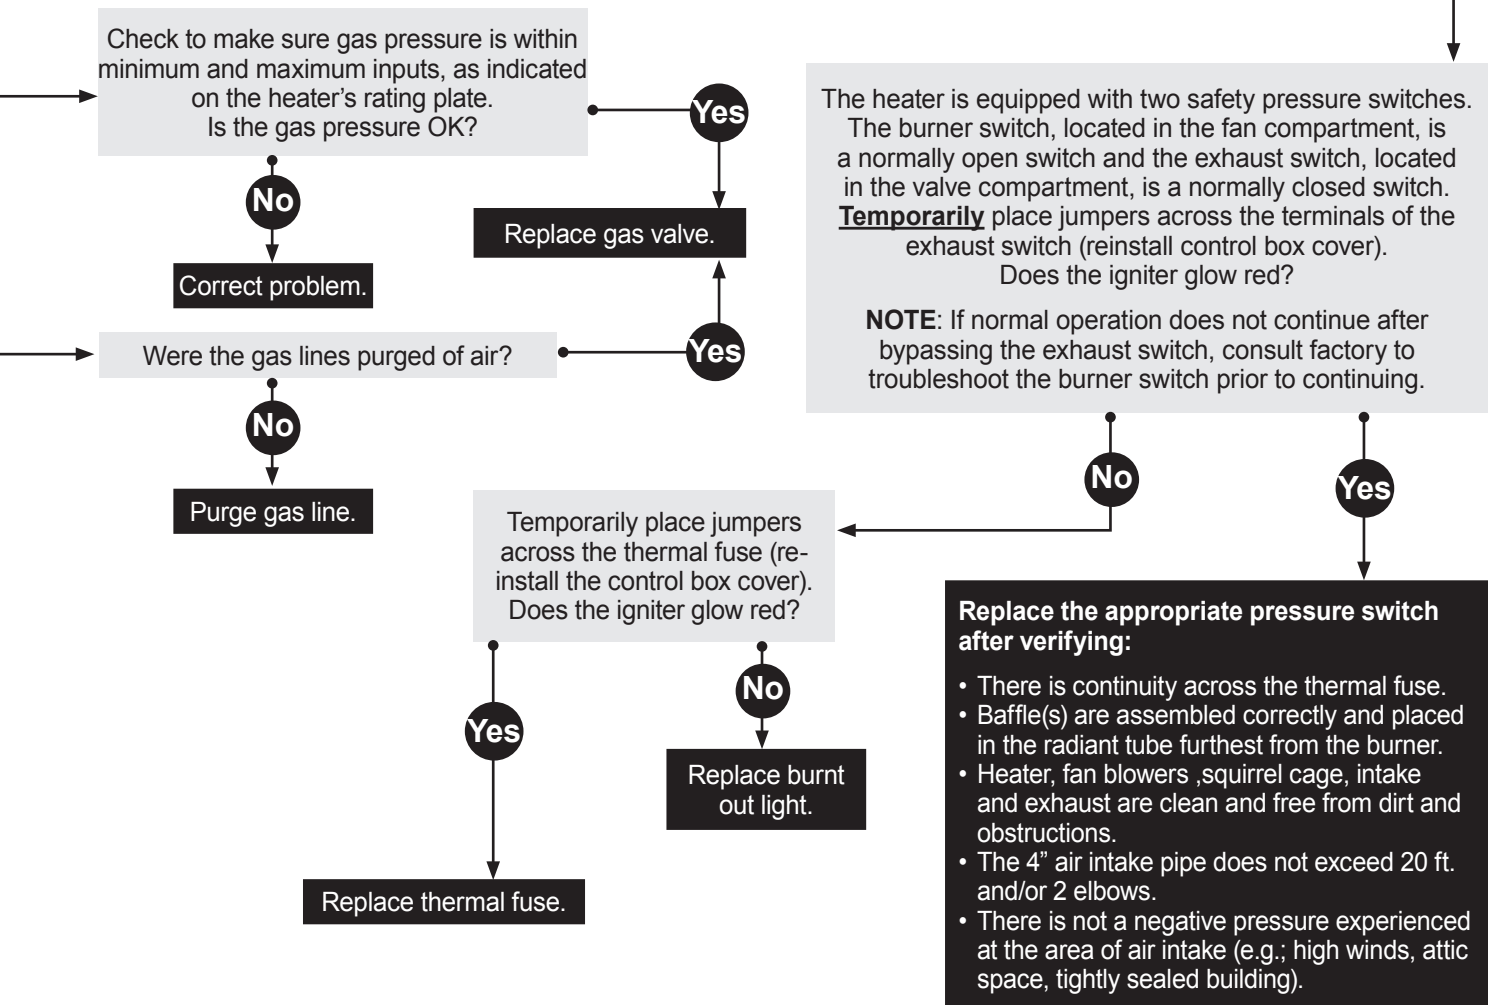 Check to make sure gas pressure is within
minimum and maximum inputs, as indicated
on the heater's rating plate.
Is the gas pressure OK?
Yes
No
Replace gas valve.
Correct problem.
Were the gas lines purged of air?
Yes
No
Purge gas line.
The heater is equipped with two safety pressure switches.
The burner switch, located in the fan compartment, is
a normally open switch and the exhaust switch, located
in the valve compartment, is a normally closed switch.
Temporarily place jumpers across the terminals of the
exhaust switch (reinstall control box cover).
Does the igniter glow red?
NOTE: If normal operation does not continue after
bypassing the exhaust switch, consult factory to
troubleshoot the burner switch prior to continuing.
No
Yes
Temporarily place jumpers
across the thermal fuse (re-
install the control box cover).
Does the igniter glow red?
Yes
No
Replace burnt
out light.
Replace thermal fuse.
Replace the appropriate pressure switch
after verifying:
• There is continuity across the thermal fuse.
• Baffle(s) are assembled correctly and placed
in the radiant tube furthest from the burner.
• Heater, fan blowers ,squirrel cage, intake
and exhaust are clean and free from dirt and
obstructions.
• The 4” air intake pipe does not exceed 20 ft.
and/or 2 elbows.
• There is not a negative pressure experienced
at the area of air intake (e.g.; high winds, attic
space, tightly sealed building).